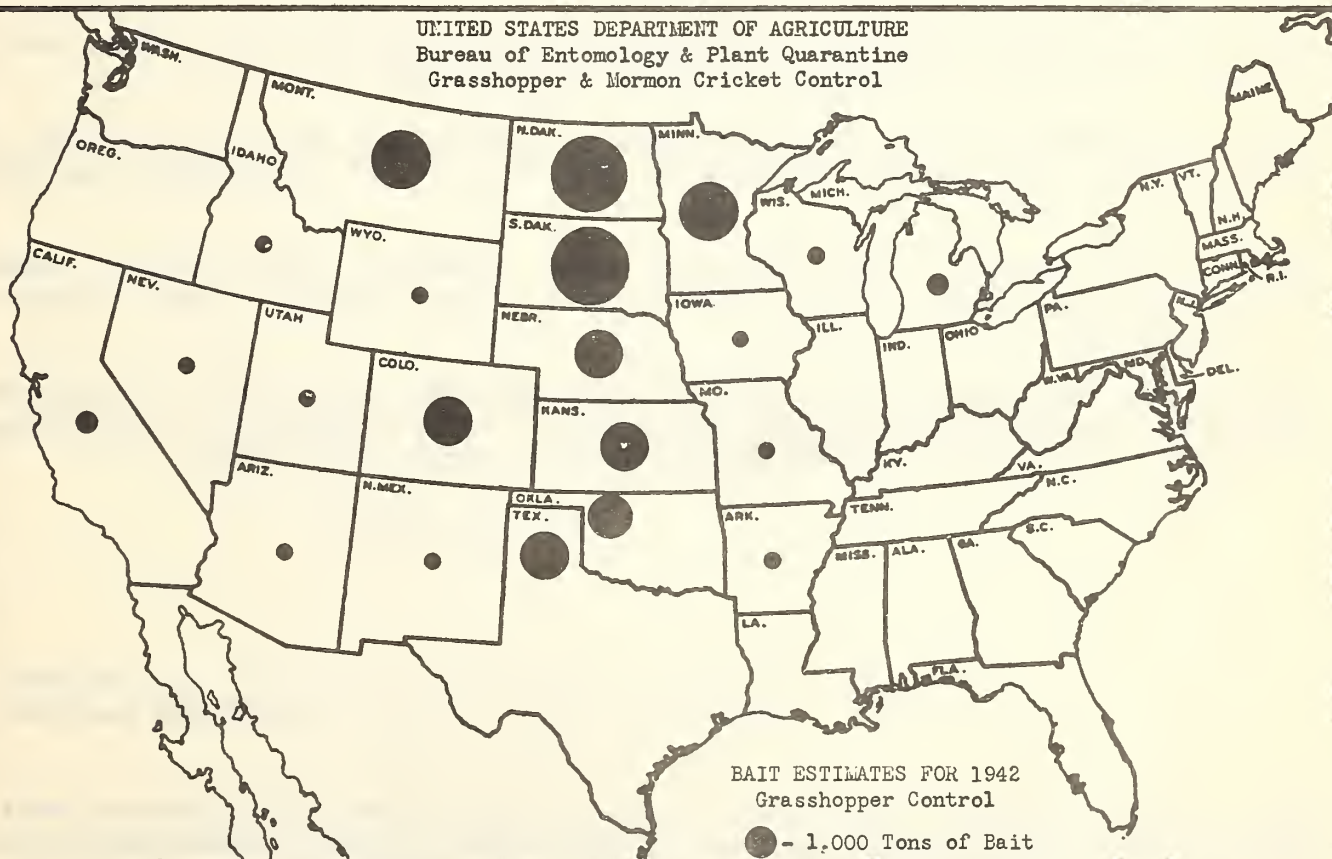 UNITED STATES DEPARTMENT OF AGRICULTURE
Bureau of Entomology & Plant Quarantine
Grasshopper & Mormon Cricket Control
WASH.
MONT.
N.DAK.
MINN.
MAINE
OREG.
IDAHO
N.Y.
VT.
WIS.
MICH.
S.DAK.
WYO.
N.H.
MASS.
CALIF.
NEV.
CONN.
R.I.
IOWA
N.J.
UTAH
NEBR.
ILL.
PA.
IND.
OHIO
COLO.
MD.
DEL.
W.VA.
MO.
KANS.
KY.
VA.
ARIZ.
N.MEX.
N.C.
OKLA.
TEX.
ARK.
TENN.
S.C.
MISS.
ALA.
GA.
LA.
FLA.
BAIT ESTIMATES FOR 1942
Grasshopper Control
- 1,000 Tons of Bait